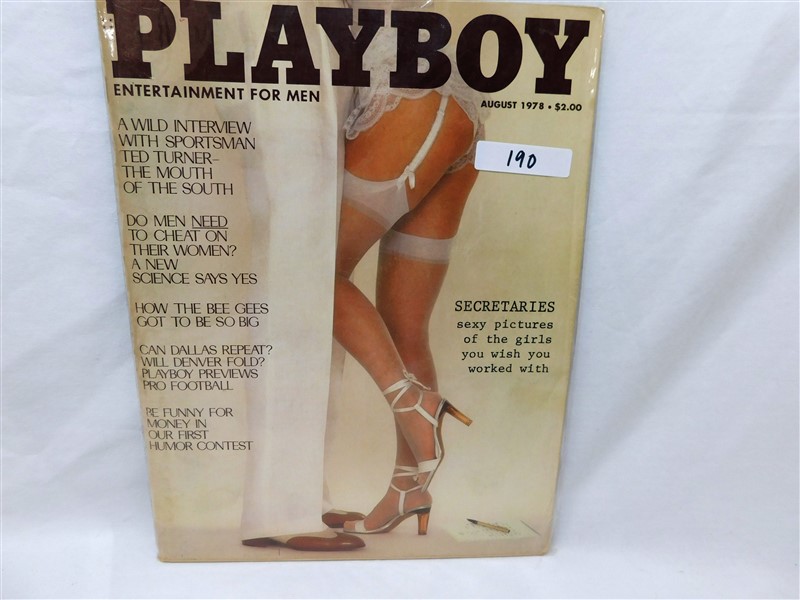 PLAYBOY
ENTERTAINMENT FOR MEN
AUGUST 1978 • $2.00
A WILD INTERVIEW
WITH SPORTSMAN
TED TURNER–
THE MOUTH
OF THE SOUTH
DO MEN NEED
TO CHEAT ON
THEIR WOMEN?
A NEW
SCIENCE SAYS YES
HOW THE BEE GEES
GOT TO BE SO BIG
CAN DALLAS REPEAT?
WILL DENVER FOLD?
PLAYBOY PREVIEWS
PRO FOOTBALL
BE FUNNY FOR
MONEY IN
OUR FIRST
HUMOR CONTEST
190
SECRETARIES
sexy pictures
of the girls
you wish you
worked with